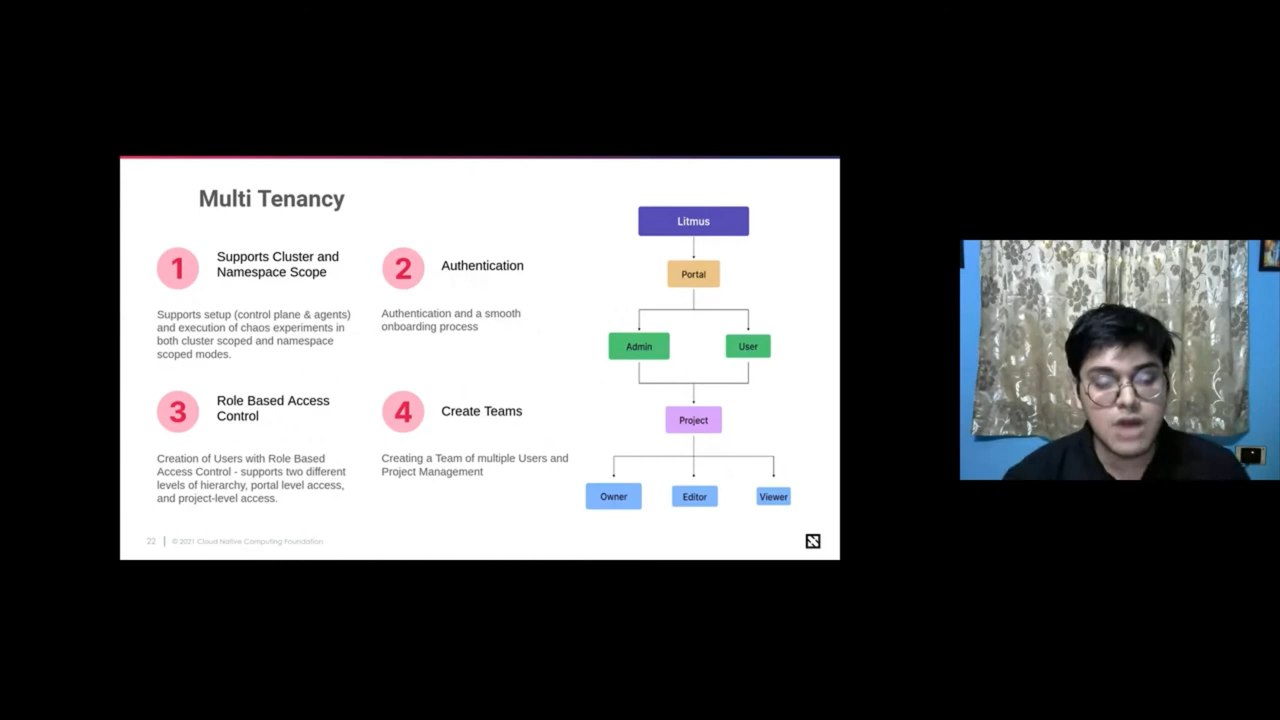 Multi Tenancy
1
Supports Cluster and
Namespace Scope
Supports setup (control plane & agents)
and execution of chaos experiments in
both cluster scoped and namespace
scoped modes.
2
Authentication
Authentication and a smooth
onboarding process
3
Role Based Access
Control
Creation of Users with Role Based
Access Control - supports two different
levels of hierarchy, portal level access,
and project-level access.
4
Create Teams
Creating a Team of multiple Users and
Project Management
Litmus
Portal
Admin
User
Project
Owner
Editor
Viewer
22 | © 2021 Cloud Native Computing Foundation